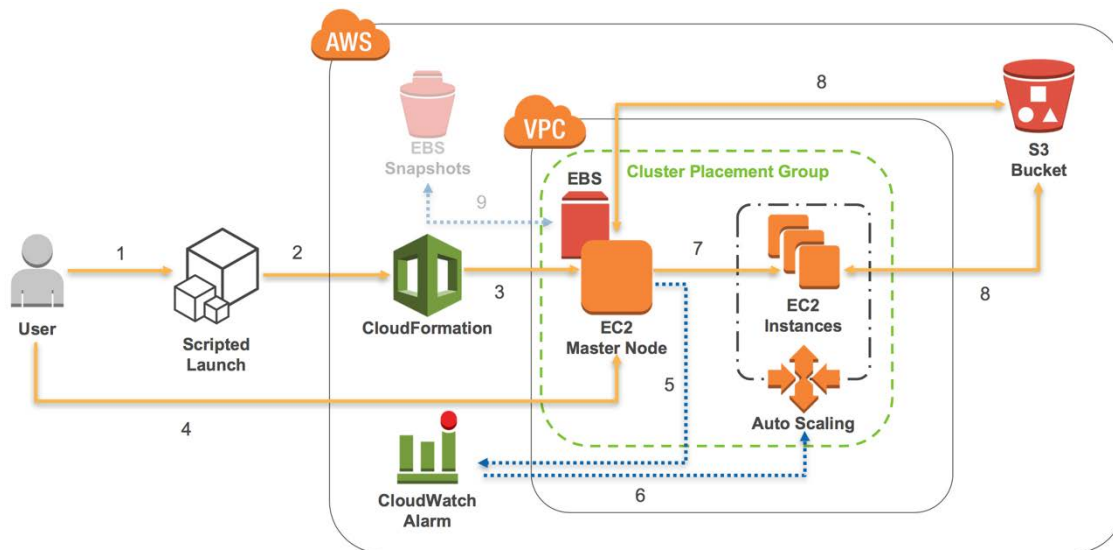 AWS
8
EBS
Snapshots
VPC
S3
Bucket
Cluster Placement Group
EBS
9
1
2
7
3
8
User
Scripted
Launch
CloudFormation
EC2
Master Node
EC2
Instances
5
4
Auto Scaling
6
CloudWatch
Alarm